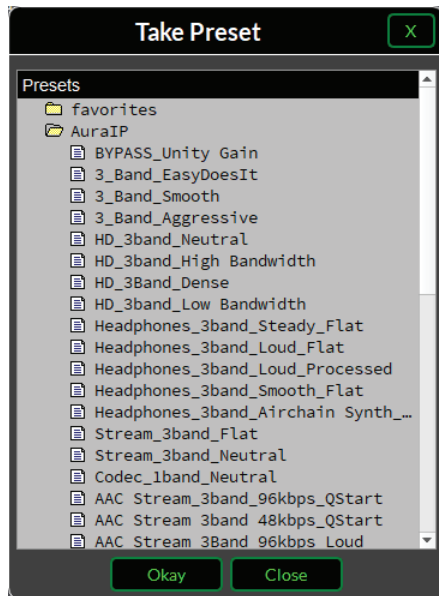 Take Preset
X
Presets
favorites
AuraIP
BYPASS_Unity Gain
3_Band_EasyDoesIt
3_Band_Smooth
3_Band_Aggressive
HD_3band_Neutral
HD_3band_High Bandwidth
HD_3Band_Dense
HD_3band_Low Bandwidth
Headphones_3band_Steady_Flat
Headphones_3band_Loud_Flat
Headphones_3band_Loud_Processed
Headphones_3band_Smooth_Flat
Headphones_3band_Airchain Synth_…
Stream_3band_Flat
Stream_3band_Neutral
Codec_1band_Neutral
AAC Stream_3band_96kbps_QStart
AAC Stream 3band 48kbps_QStart
AAC Stream 3Band 96kbps Loud
Okay
Close